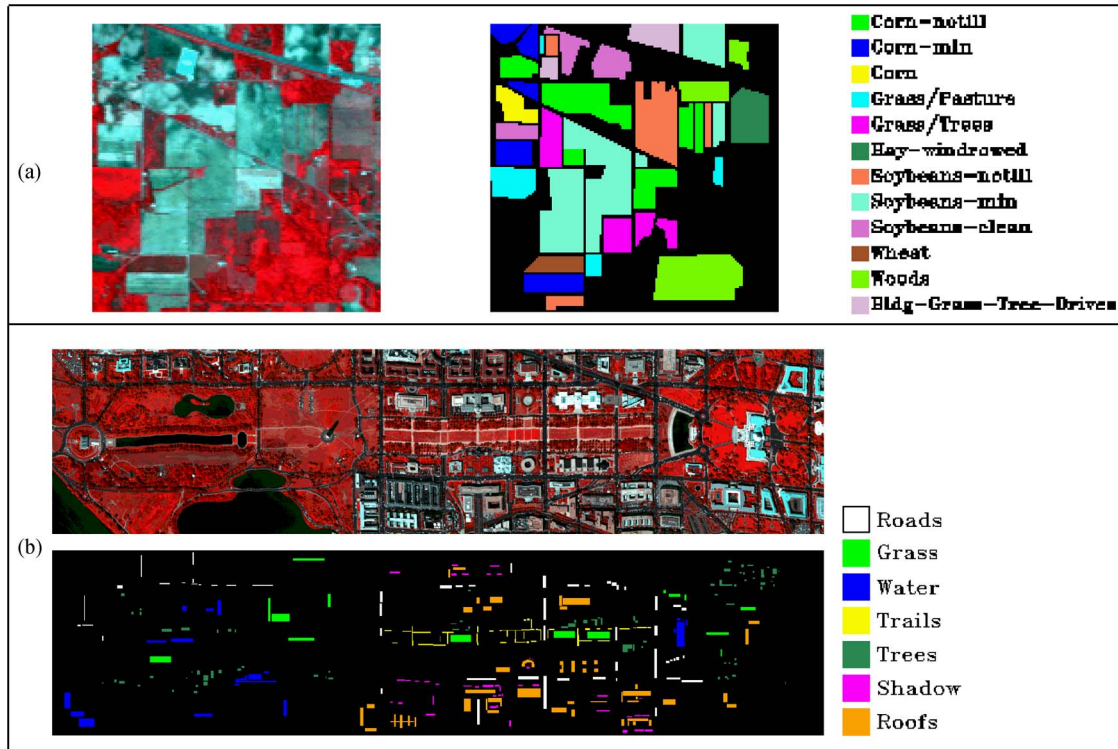 (a)
Corn-notill
Corn-min
Corn
Grass/Pasture
Grass/Trees
Hay-windrowed
Soybeans-notill
Soybeans-min
Soybeans-clean
Wheat
Woods
Bldg-Grass-Tree-Drives
(b)
Roads
Grass
Water
Trails
Trees
Shadow
Roofs